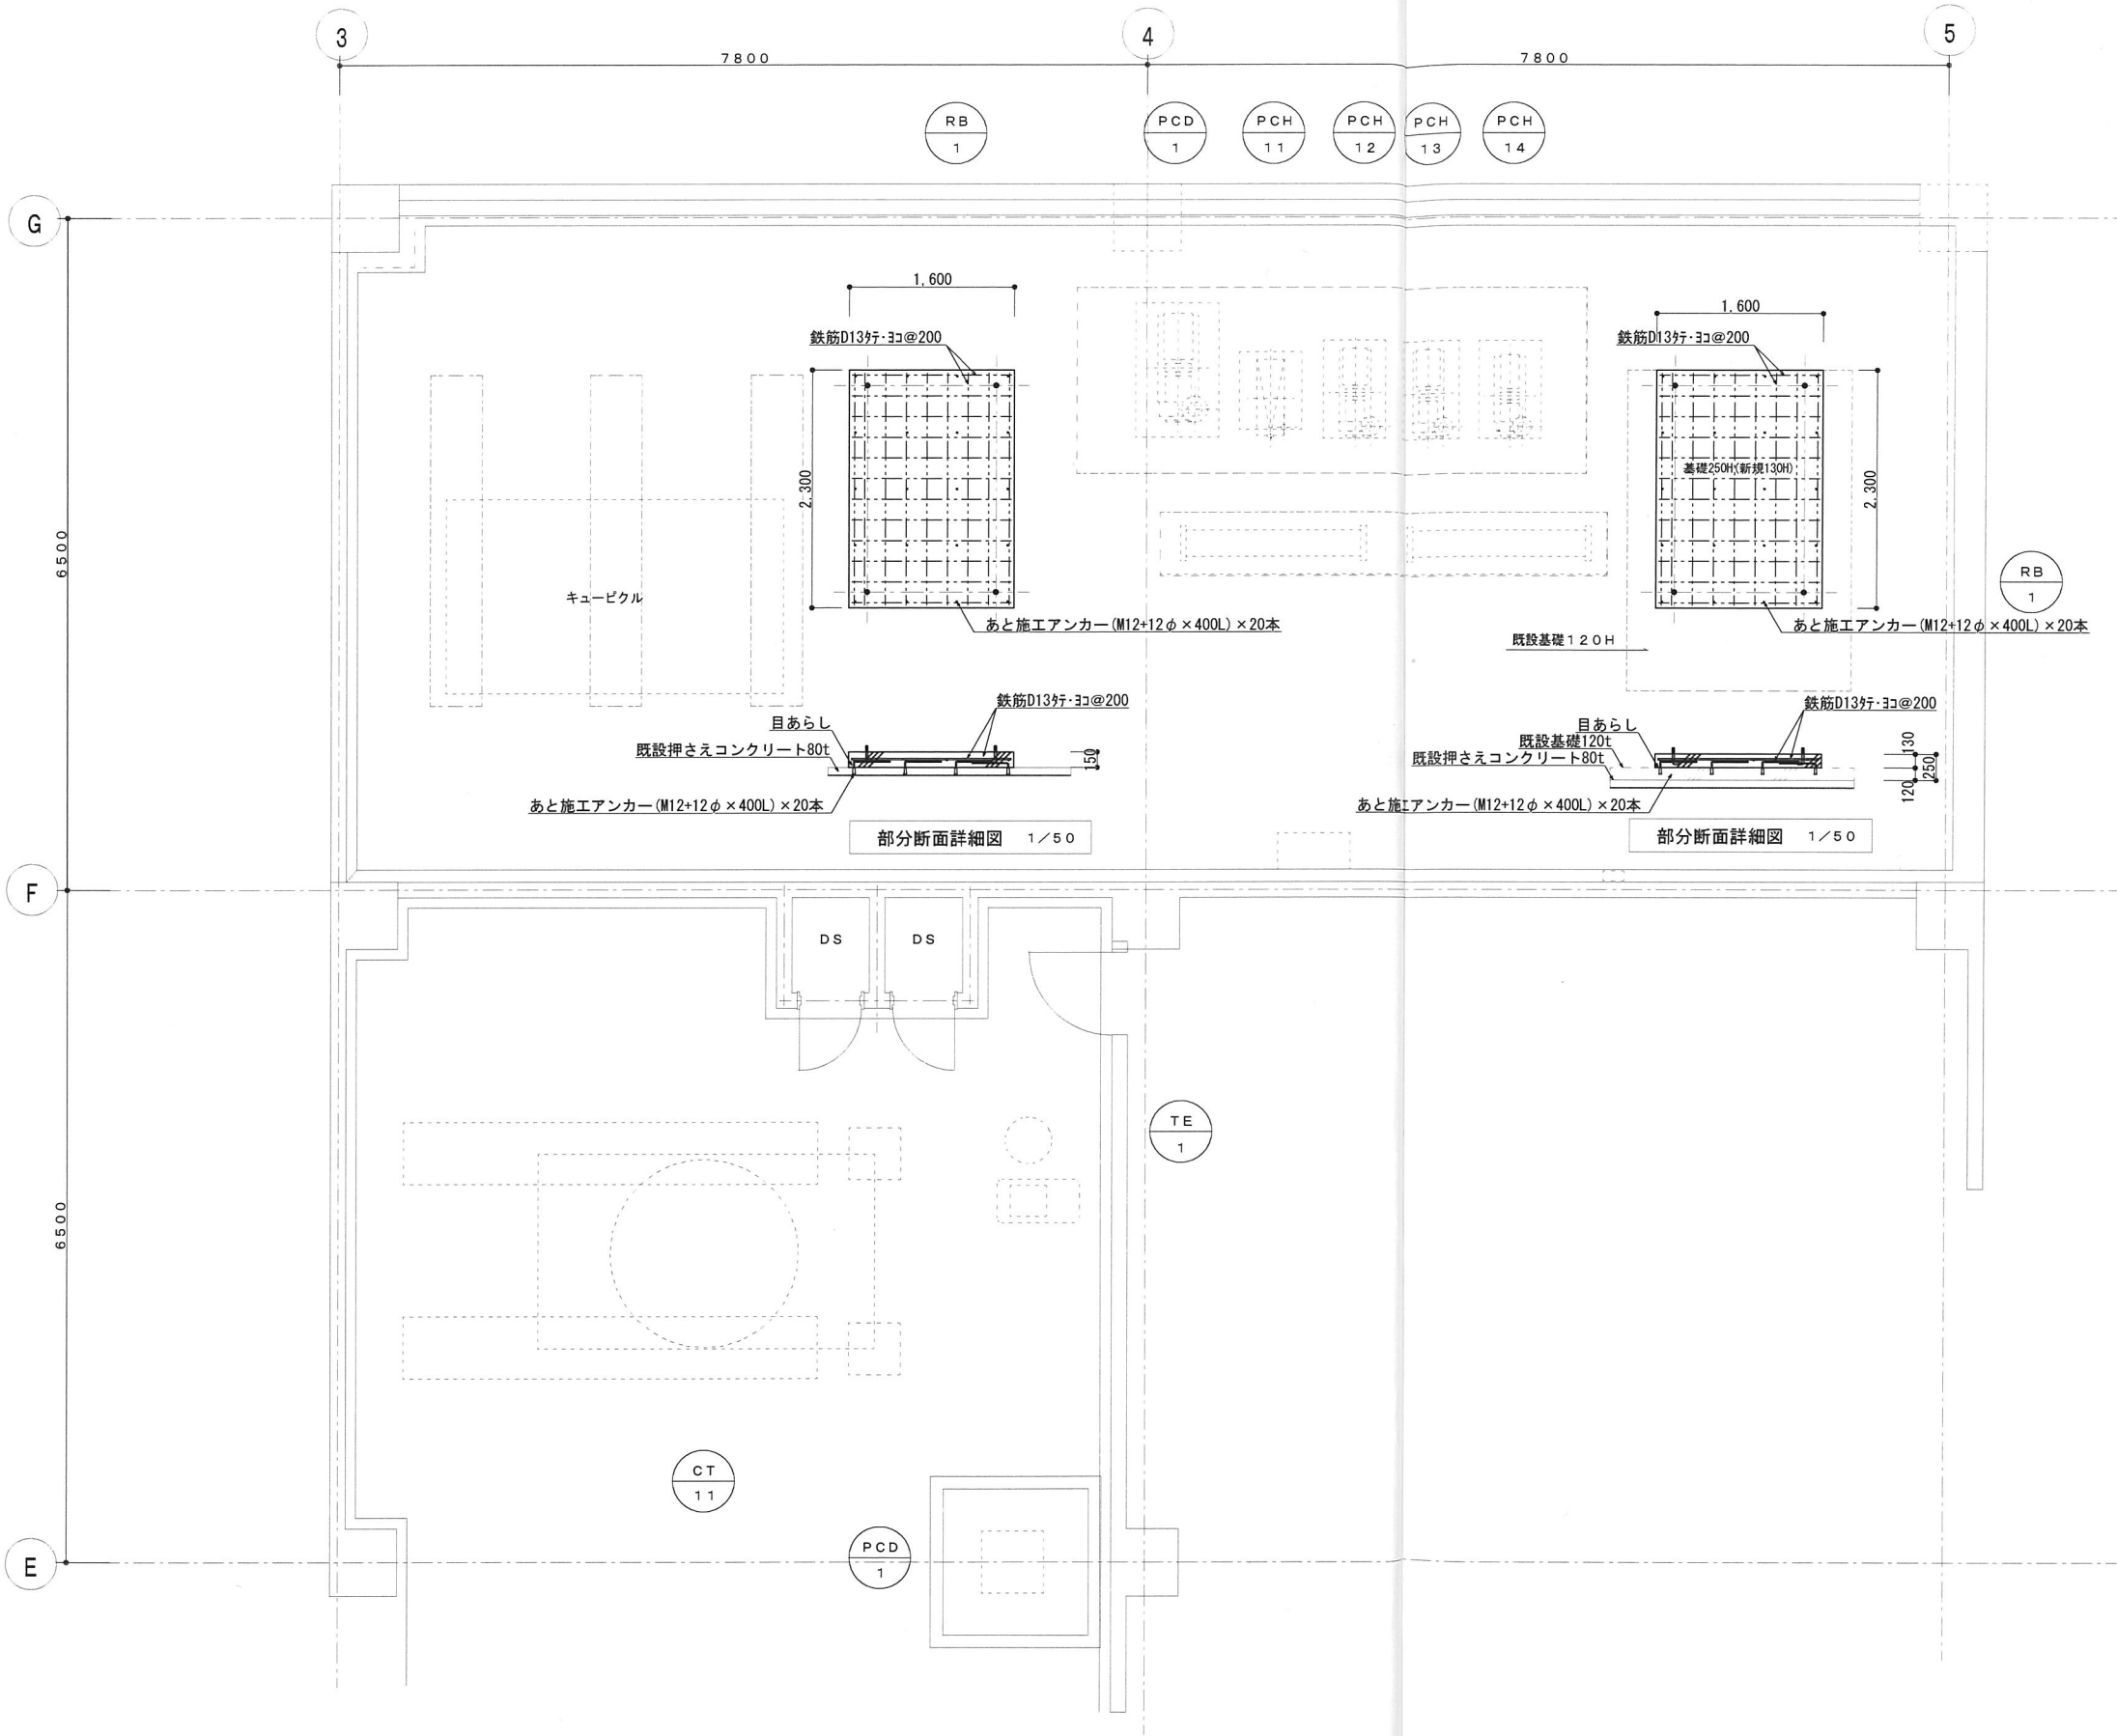 3
4
5
7800
7800
RB
1
PCD
1
PCH
11
PCH
12
PCH
13
PCH
14
G
1,600
1,600
鉄筋D13ﾀﾃ･ﾖｺ@200
鉄筋D13ﾀﾃ･ﾖｺ@200
2,300
基礎250H(新規130H)
2,300
6500
キュービクル
RB
1
あと施工アンカー(M12+12φ×400L)×20本
あと施工アンカー(M12+12φ×400L)×20本
既設基礎120H
鉄筋D13ﾀﾃ･ﾖｺ@200
目あらし
既設押さえコンクリート80t
150
あと施工アンカー(M12+12φ×400L)×20本
部分断面詳細図 1/50
鉄筋D13ﾀﾃ･ﾖｺ@200
目あらし
既設基礎120t
既設押さえコンクリート80t
130
250
120
あと施工アンカー(M12+12φ×400L)×20本
部分断面詳細図 1/50
F
DS
DS
TE
1
6500
CT
11
PCD
1
E